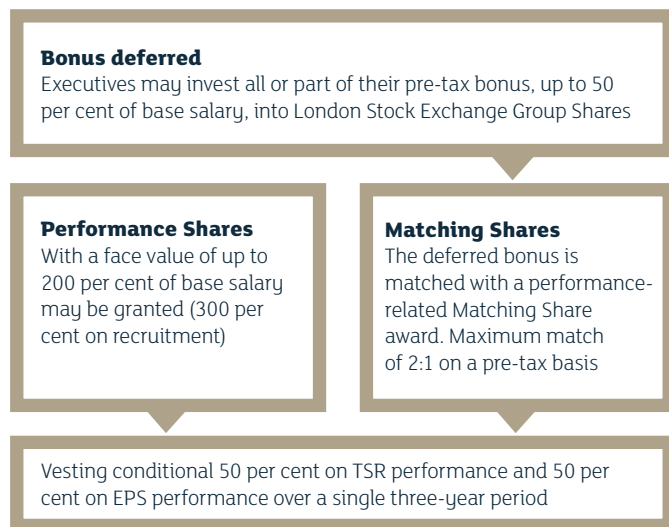 Bonus deferred
Executives may invest all or part of their pre-tax bonus, up to 50
per cent of base salary, into London Stock Exchange Group Shares
Performance Shares
With a face value of up to
200 per cent of base salary
may be granted (300 per
cent on recruitment)
Matching Shares
The deferred bonus is
matched with a performance-
related Matching Share
award. Maximum match
of 2:1 on a pre-tax basis
Vesting conditional 50 per cent on TSR performance and 50 per
cent on EPS performance over a single three-year period